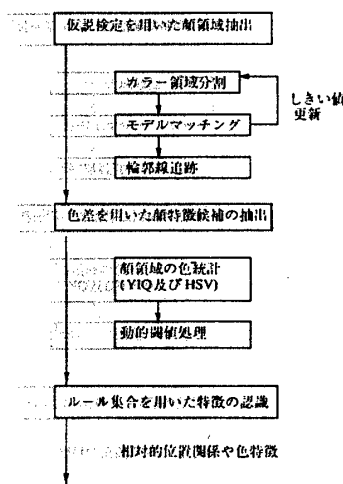 仮説検定を用いた顔領域抽出
カラー領域分割
しきい値
更新
モデルマッチング
輪郭線追跡
色差を用いた顔特徴候補の抽出
顔領域の色統計
(YIQ及びHSV)
動的閾値処理
ルール集合を用いた特徴の認識
相対的位置関係や色特徴